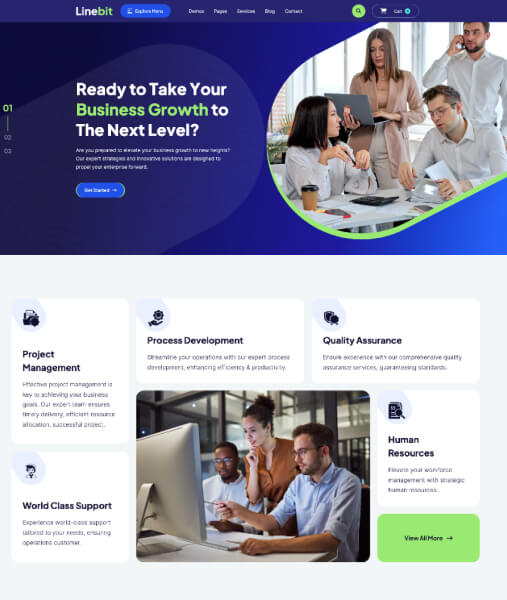 Linebit
Explore Menu
Demos
Pages
Services
Blog
Contact
Cart
01
02
03
Ready to Take Your
Business Growth to
The Next Level?
Are you prepared to elevate your business growth to new heights?
Our expert strategies and innovative solutions are designed to
propel your enterprise forward.
Get Started
Project
Management
Effective project management is
key to achieving your business
goals. Our expert team ensures
timely delivery, efficient resource
allocation, successful project.
Process Development
Streamline your operations with our expert process
development, enhancing efficiency & productivity.
Quality Assurance
Ensure excellence with our comprehensive quality
assurance services, guaranteeing standards.
World Class Support
Experience world-class support
tailored to your needs, ensuring
operations customer.
Human
Resources
Elevate your workforce
management with strategic
human resources.
View All More